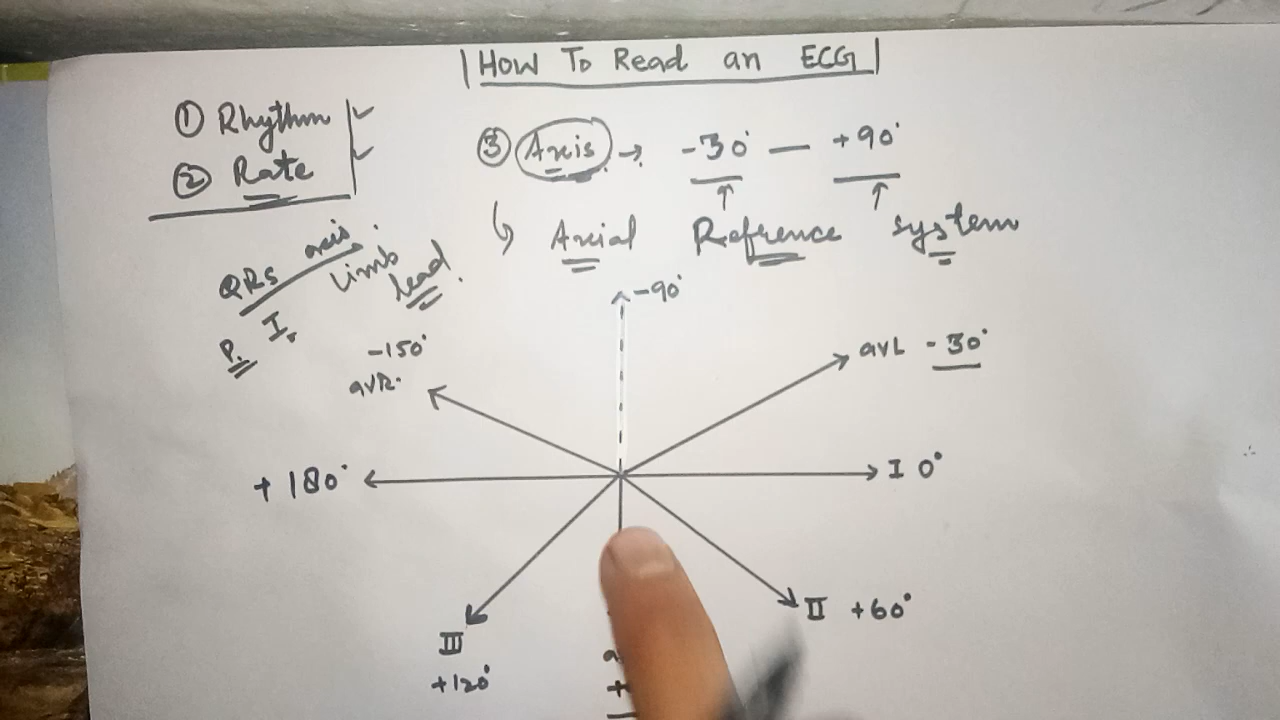 How To Read an ECG
① Rhythm
② Rate
③ Axis → -30° — +90°
Axial Refrence system
QRS axis
limb lead
I
P.
-90°
-150°
avR
avL -30°
+180°
I 0°
II +60°
III
+120°
a
+